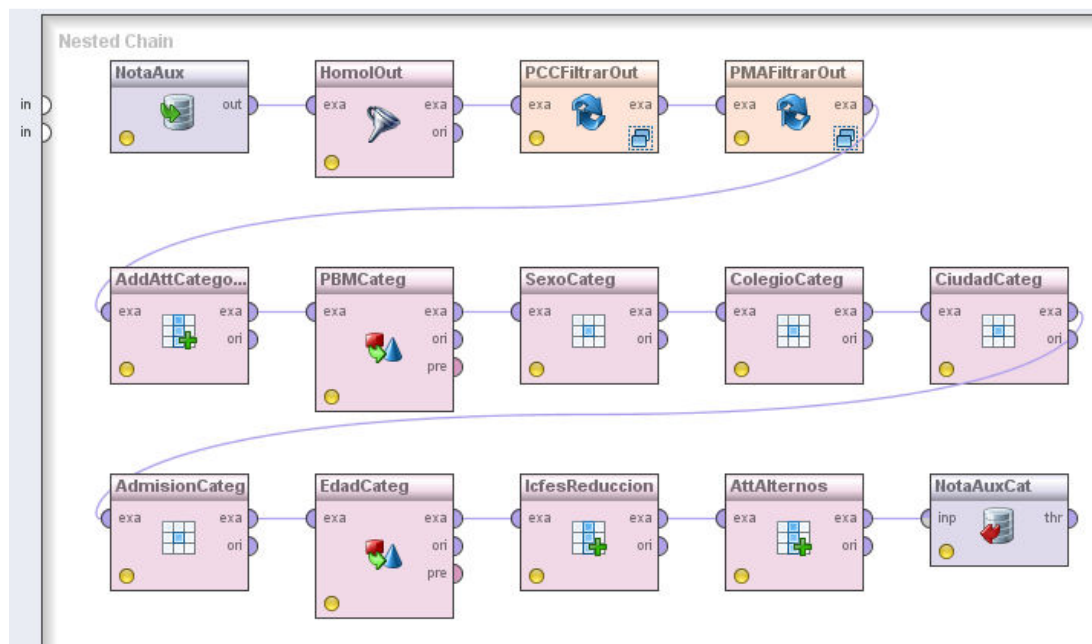 Nested Chain
NotaAux
HomolOut
PCCFiltrarOut
PMAFiltrarOut
in
out
exa
exa
exa
exa
exa
exa
in
ori
AddAttCatego...
PBMCateg
SexoCateg
ColegioCateg
CiudadCateg
exa
exa
exa
exa
exa
exa
exa
exa
exa
exa
ori
ori
ori
ori
ori
pre
AdmisionCateg
EdadCateg
IcfesReduccion
AttAlternos
NotaAuxCat
exa
exa
exa
exa
exa
exa
exa
exa
inp
thr
ori
ori
ori
ori
pre